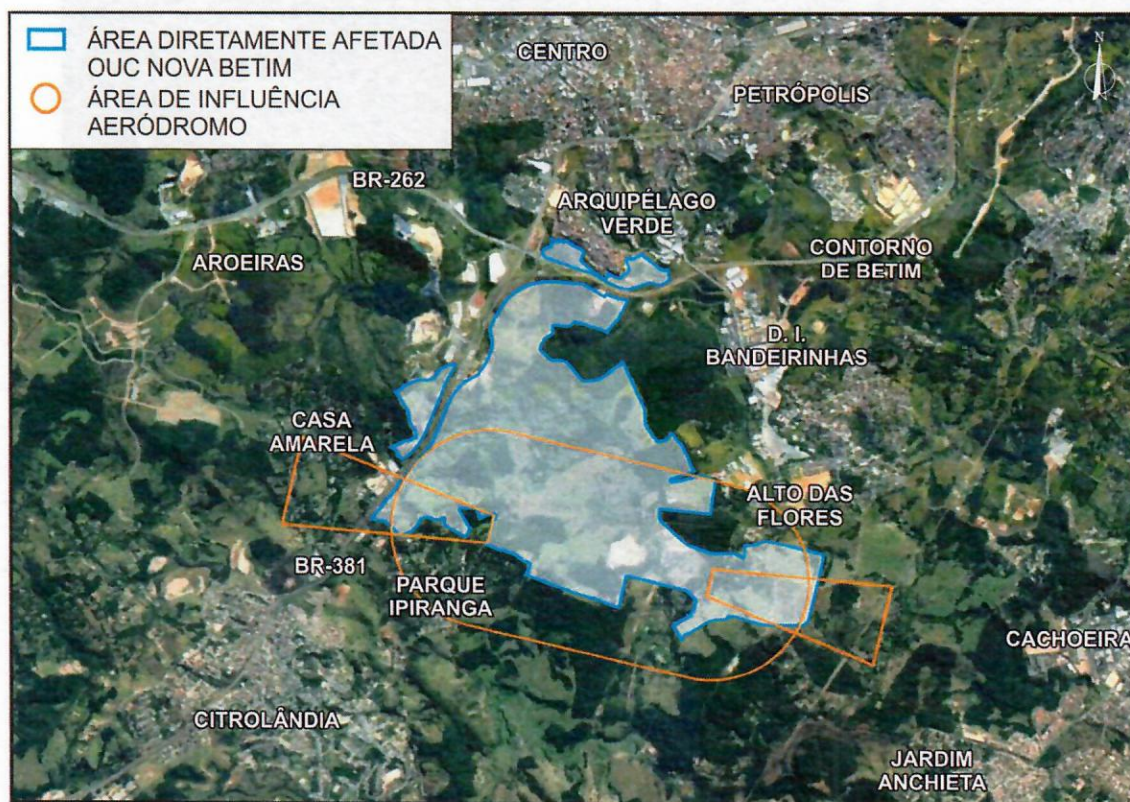 ÁREA DIRETAMENTE AFETADA
OUC NOVA BETIM
ÁREA DE INFLUÊNCIA
AERÓDROMO
CENTRO
N
PETRÓPOLIS
BR-262
ARQUIPÉLAGO
VERDE
AROEIRAS
CONTORNO
DE BETIM
D. I.
BANDEIRINHAS
CASA
AMARELA
ALTO DAS
FLORES
BR-381
PARQUE
IPIRANGA
CACHOEIRA
CITROLÂNDIA
JARDIM
ANCHIETA